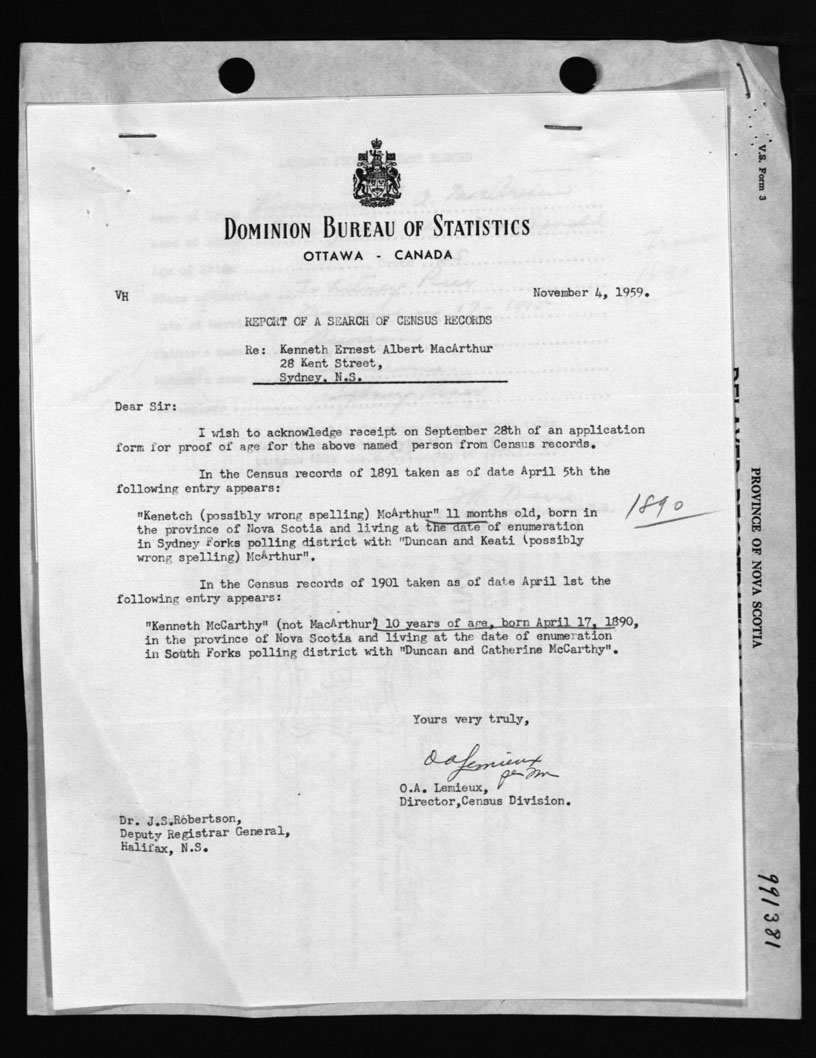 V.S. Form 3
DOMINION BUREAU OF STATISTICS
OTTAWA - CANADA
VH
November 4, 1959.
REPORT OF A SEARCH OF CENSUS RECORDS
Re: Kenneth Ernest Albert MacArthur
28 Kent Street,
Sydney, N.S.
Dear Sir:
I wish to acknowledge receipt on September 28th of an application
form for proof of age for the above named person from Census records.
In the Census records of 1891 taken as of date April 5th the
following entry appears:
"Kenetch (possibly wrong spelling) McArthur" 11 months old, born in
the province of Nova Scotia and living at the date of enumeration
in Sydney Forks polling district with "Duncan and Keati (possibly
wrong spelling) McArthur".
1890
In the Census records of 1901 taken as of date April 1st the
following entry appears:
"Kenneth McCarthy" (not MacArthur) 10 years of age, born April 17, 1890,
in the province of Nova Scotia and living at the date of enumeration
in South Forks polling district with "Duncan and Catherine McCarthy".
Yours very truly,
O A Lemieux
per
O.A. Lemieux,
Director,Census Division.
Dr. J.S.Robertson,
Deputy Registrar General,
Halifax, N.S.
PROVINCE OF NOVA SCOTIA
991381